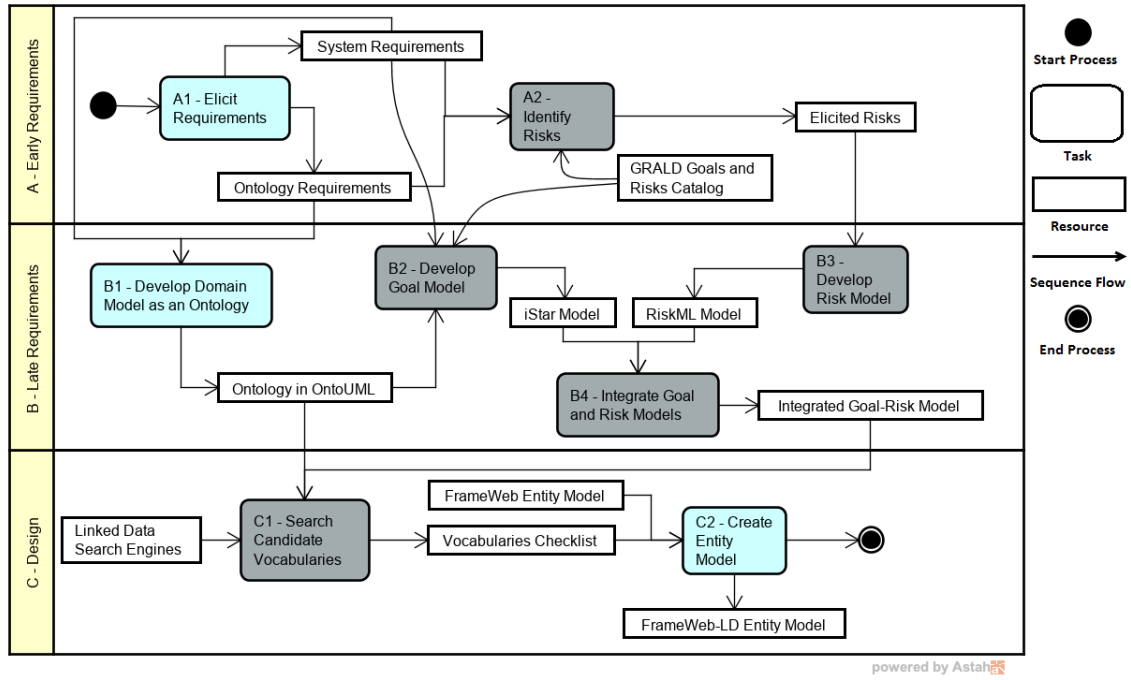 A - Early Requirements
System Requirements
A1 - Elicit
Requirements
A2 -
Identify
Risks
Elicited Risks
Ontology Requirements
GRALD Goals and
Risks Catalog
B - Late Requirements
B1 - Develop Domain
Model as an Ontology
B2 - Develop
Goal Model
B3 -
Develop
Risk Model
iStar Model
RiskML Model
Ontology in OntoUML
B4 - Integrate Goal
and Risk Models
Integrated Goal-Risk Model
C - Design
Linked Data
Search Engines
C1 - Search
Candidate
Vocabularies
FrameWeb Entity Model
Vocabularies Checklist
C2 - Create
Entity
Model
FrameWeb-LD Entity Model
Start Process
Task
Resource
Sequence Flow
End Process
powered by Astah